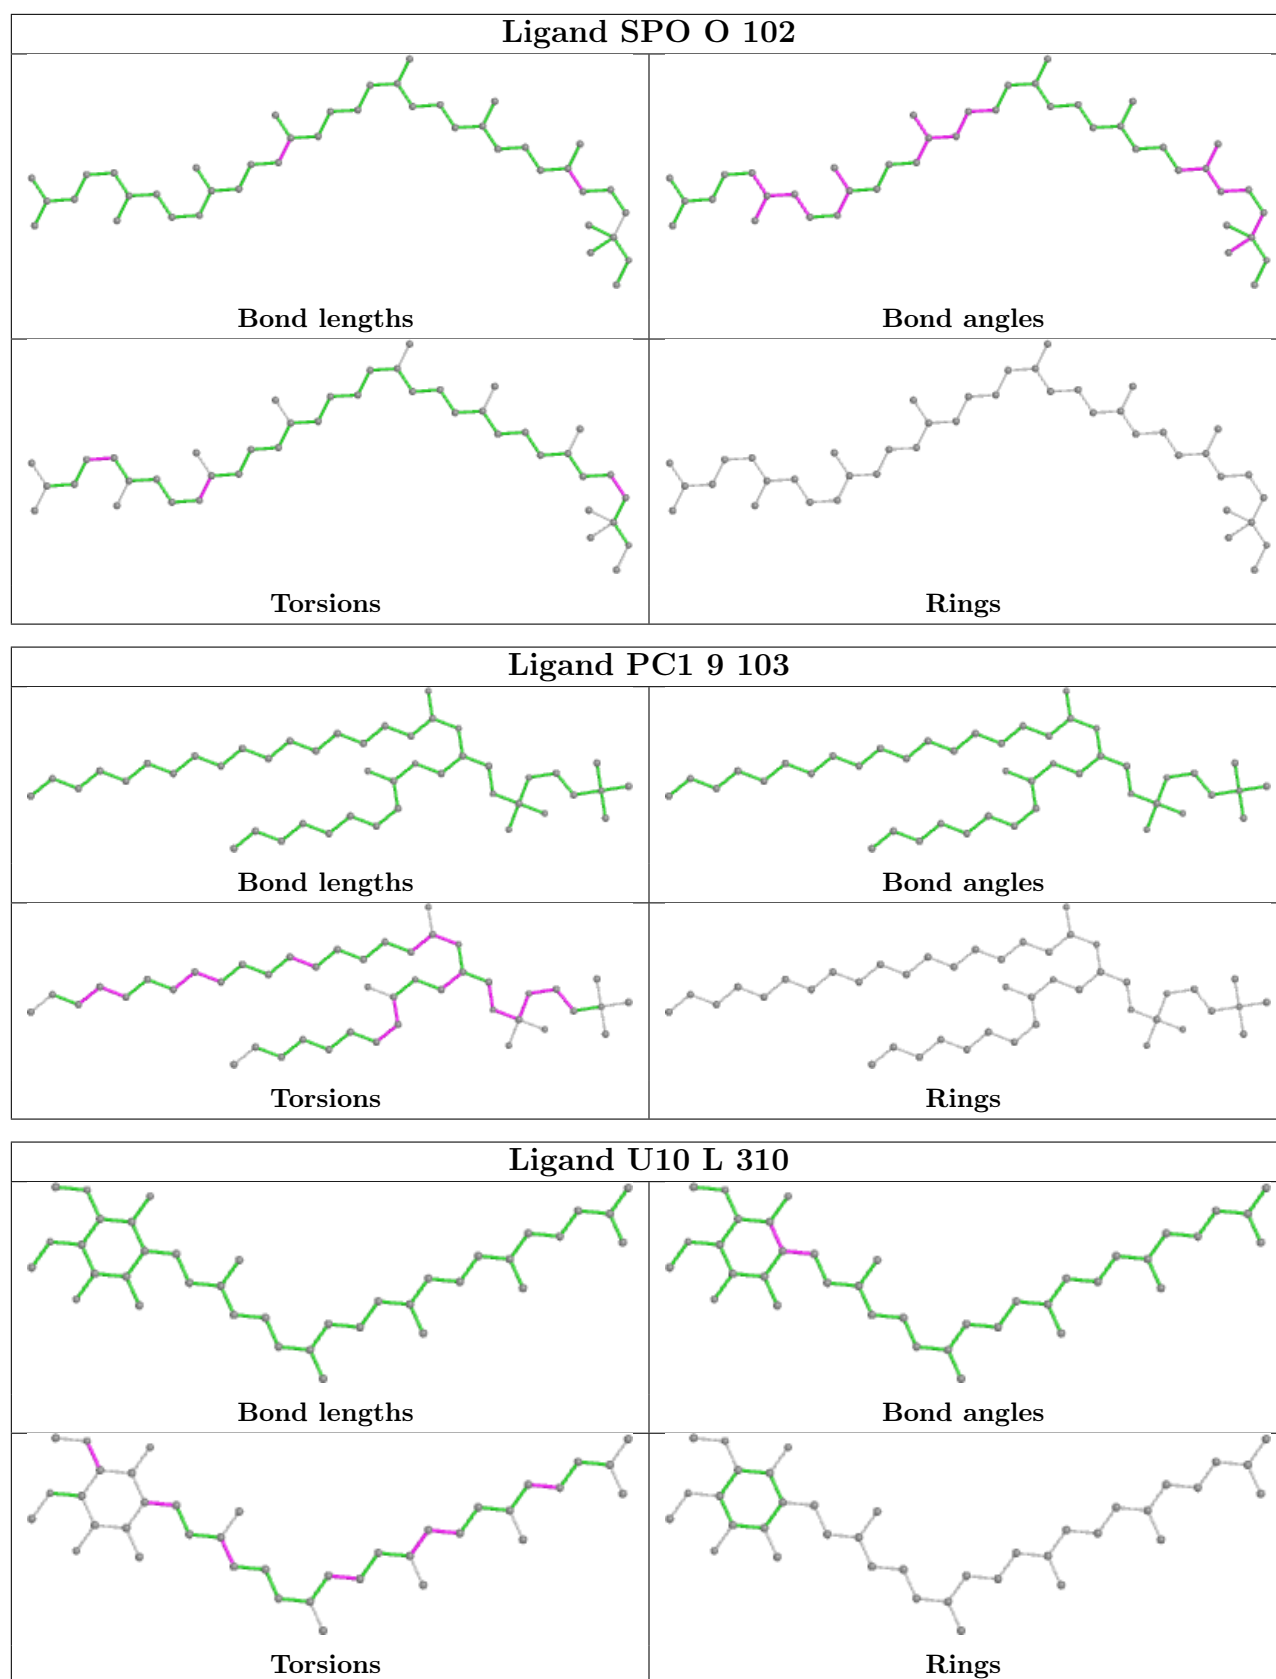 Ligand SPO O 102
Bond lengths
Bond angles
Torsions
Rings
Ligand PC1 9 103
Bond lengths
Bond angles
Torsions
Rings
Ligand U10 L 310
Bond lengths
Bond angles
Torsions
Rings